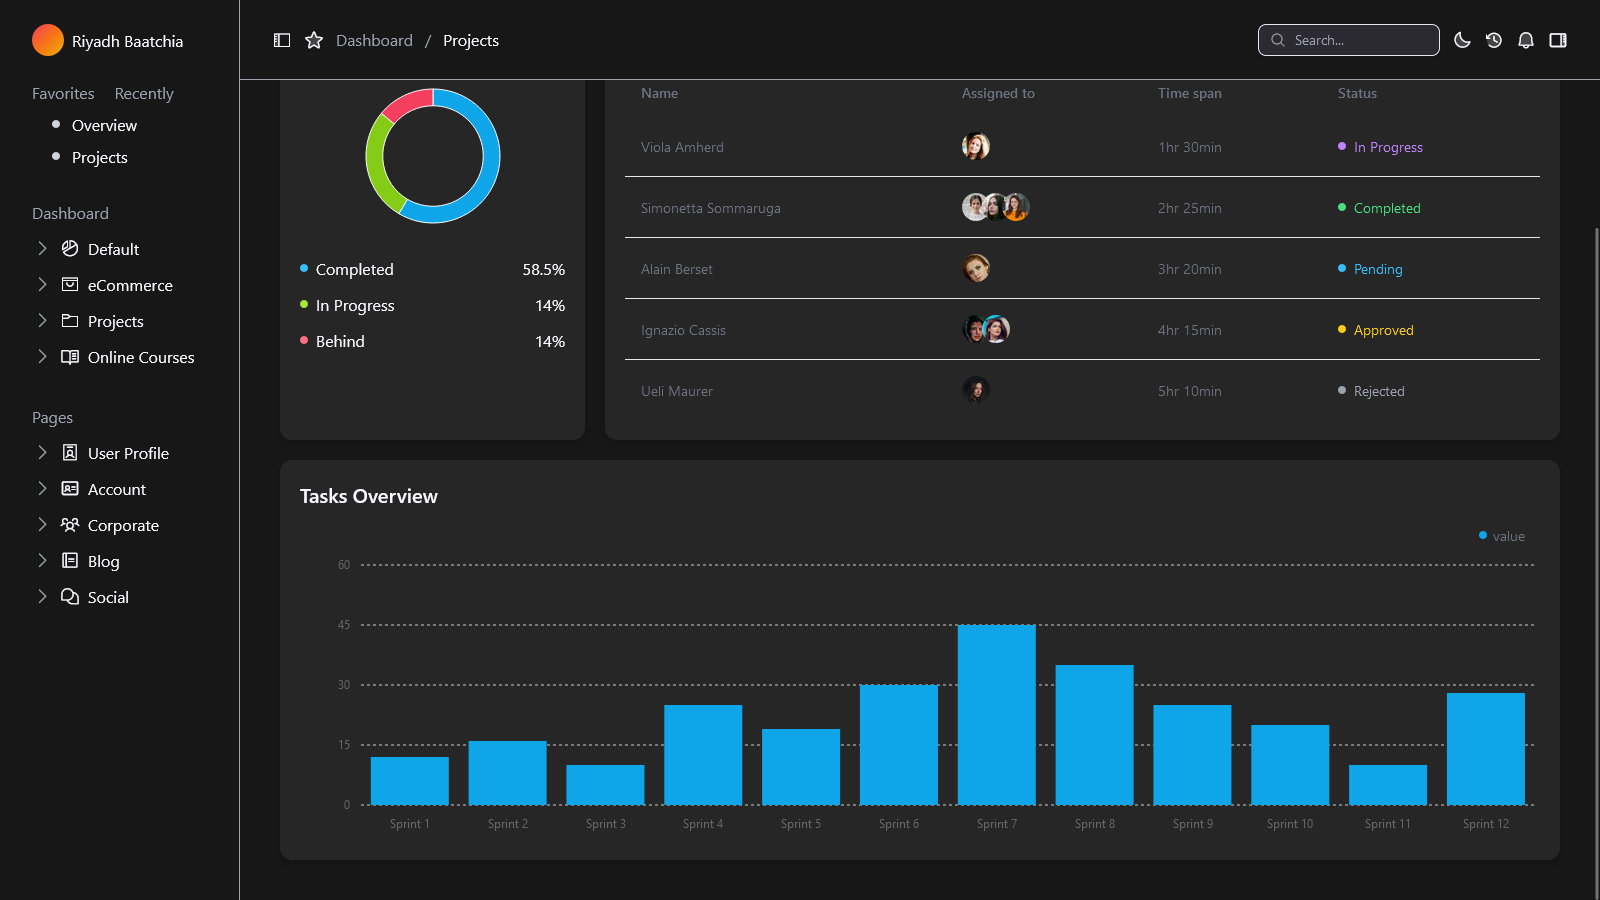 Riyadh Baatchia
Favorites Recently
Overview
Projects
Dashboard
Default
eCommerce
Projects
Online Courses
Pages
User Profile
Account
Corporate
Blog
Social
Dashboard / Projects
Search...
Completed 58.5%
In Progress 14%
Behind 14%
Name Assigned to Time span Status
Viola Amherd 1hr 30min In Progress
Simonetta Sommaruga 2hr 25min Completed
Alain Berset 3hr 20min Pending
Ignazio Cassis 4hr 15min Approved
Ueli Maurer 5hr 10min Rejected
Tasks Overview
value
60
45
30
15
0
Sprint 1 Sprint 2 Sprint 3 Sprint 4 Sprint 5 Sprint 6 Sprint 7 Sprint 8 Sprint 9 Sprint 10 Sprint 11 Sprint 12